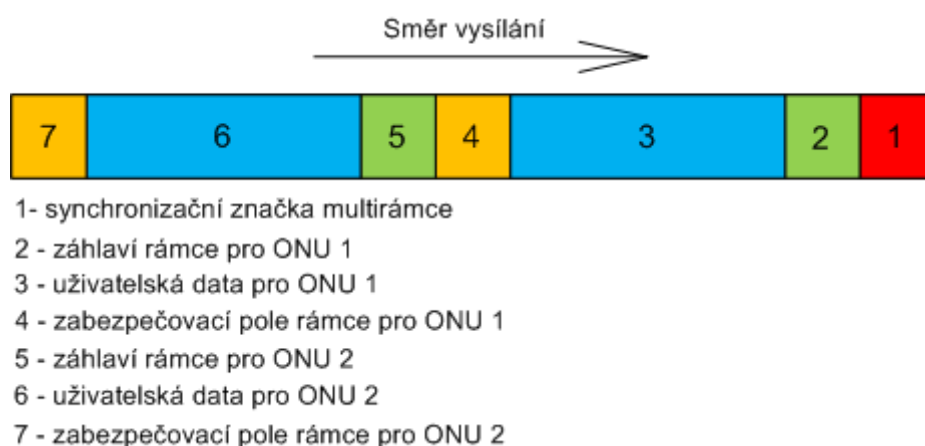 Směr vysílání
7 6 5 4 3 2 1
1- synchronizační značka multirámce
2 - záhlaví rámce pro ONU 1
3 - uživatelská data pro ONU 1
4 - zabezpečovací pole rámce pro ONU 1
5 - záhlaví rámce pro ONU 2
6 - uživatelská data pro ONU 2
7 - zabezpečovací pole rámce pro ONU 2